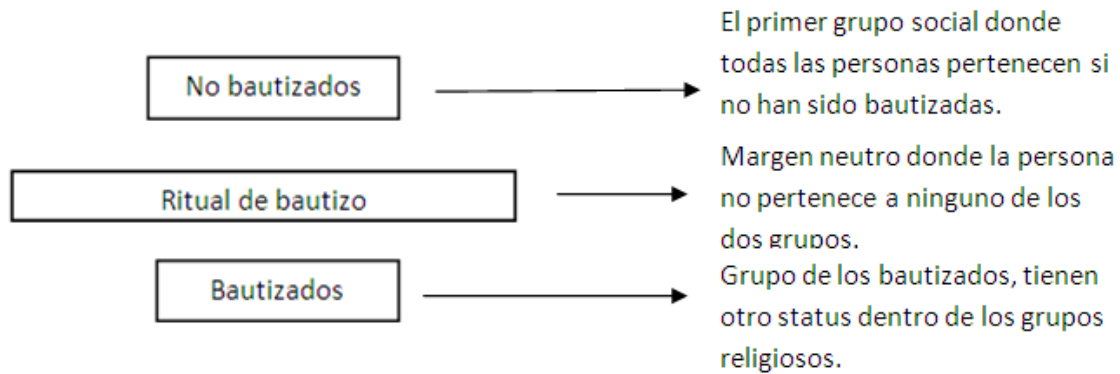 No bautizados
El primer grupo social donde
todas las personas pertenecen si
no han sido bautizadas.
Ritual de bautizo
Margen neutro donde la persona
no pertenece a ninguno de los
dos grupos.
Bautizados
Grupo de los bautizados, tienen
otro status dentro de los grupos
religiosos.